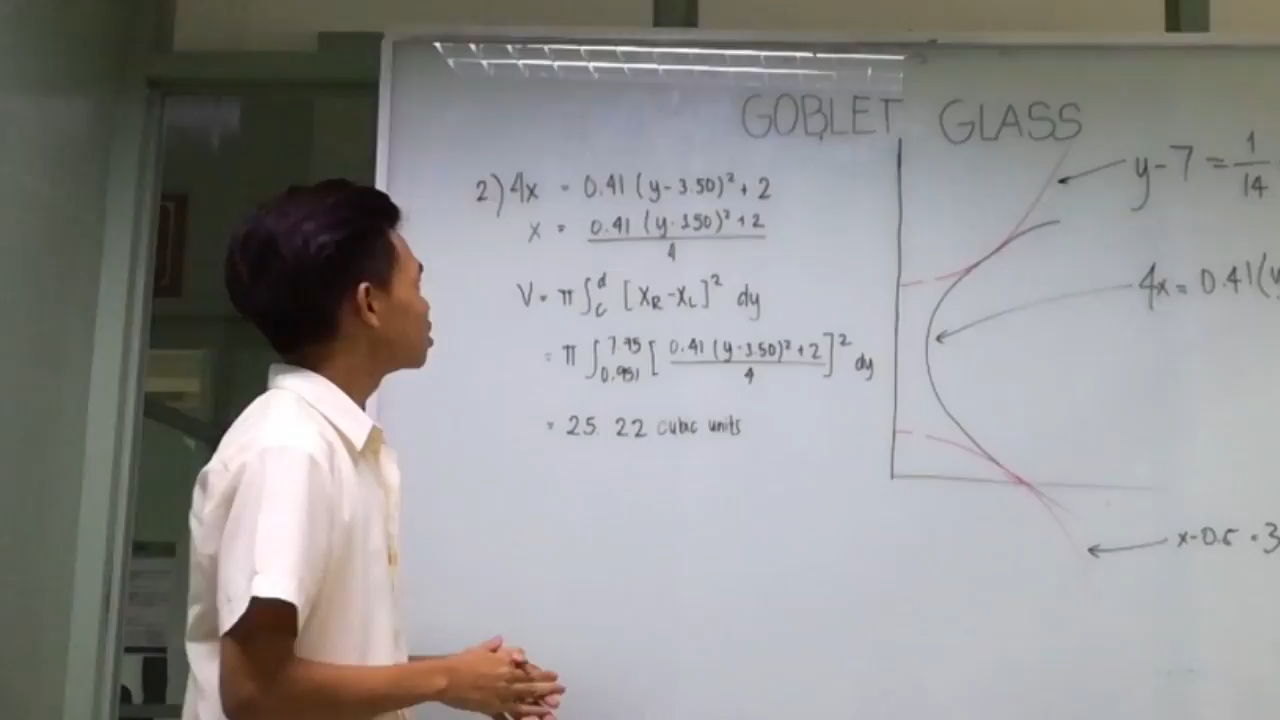 GOBLET GLASS
2) 4x = 0.41 (y-3.50)² + 2
x = 0.41 (y-3.50)² + 2
4
V = π ∫c^d [x_R - x_L]² dy
= π ∫0.951^7.95 [0.41 (y-3.50)² + 2 / 4]² dy
= 25.22 cubic units
y-7 = 1/14
4x = 0.41(y
x-0.5 = 3